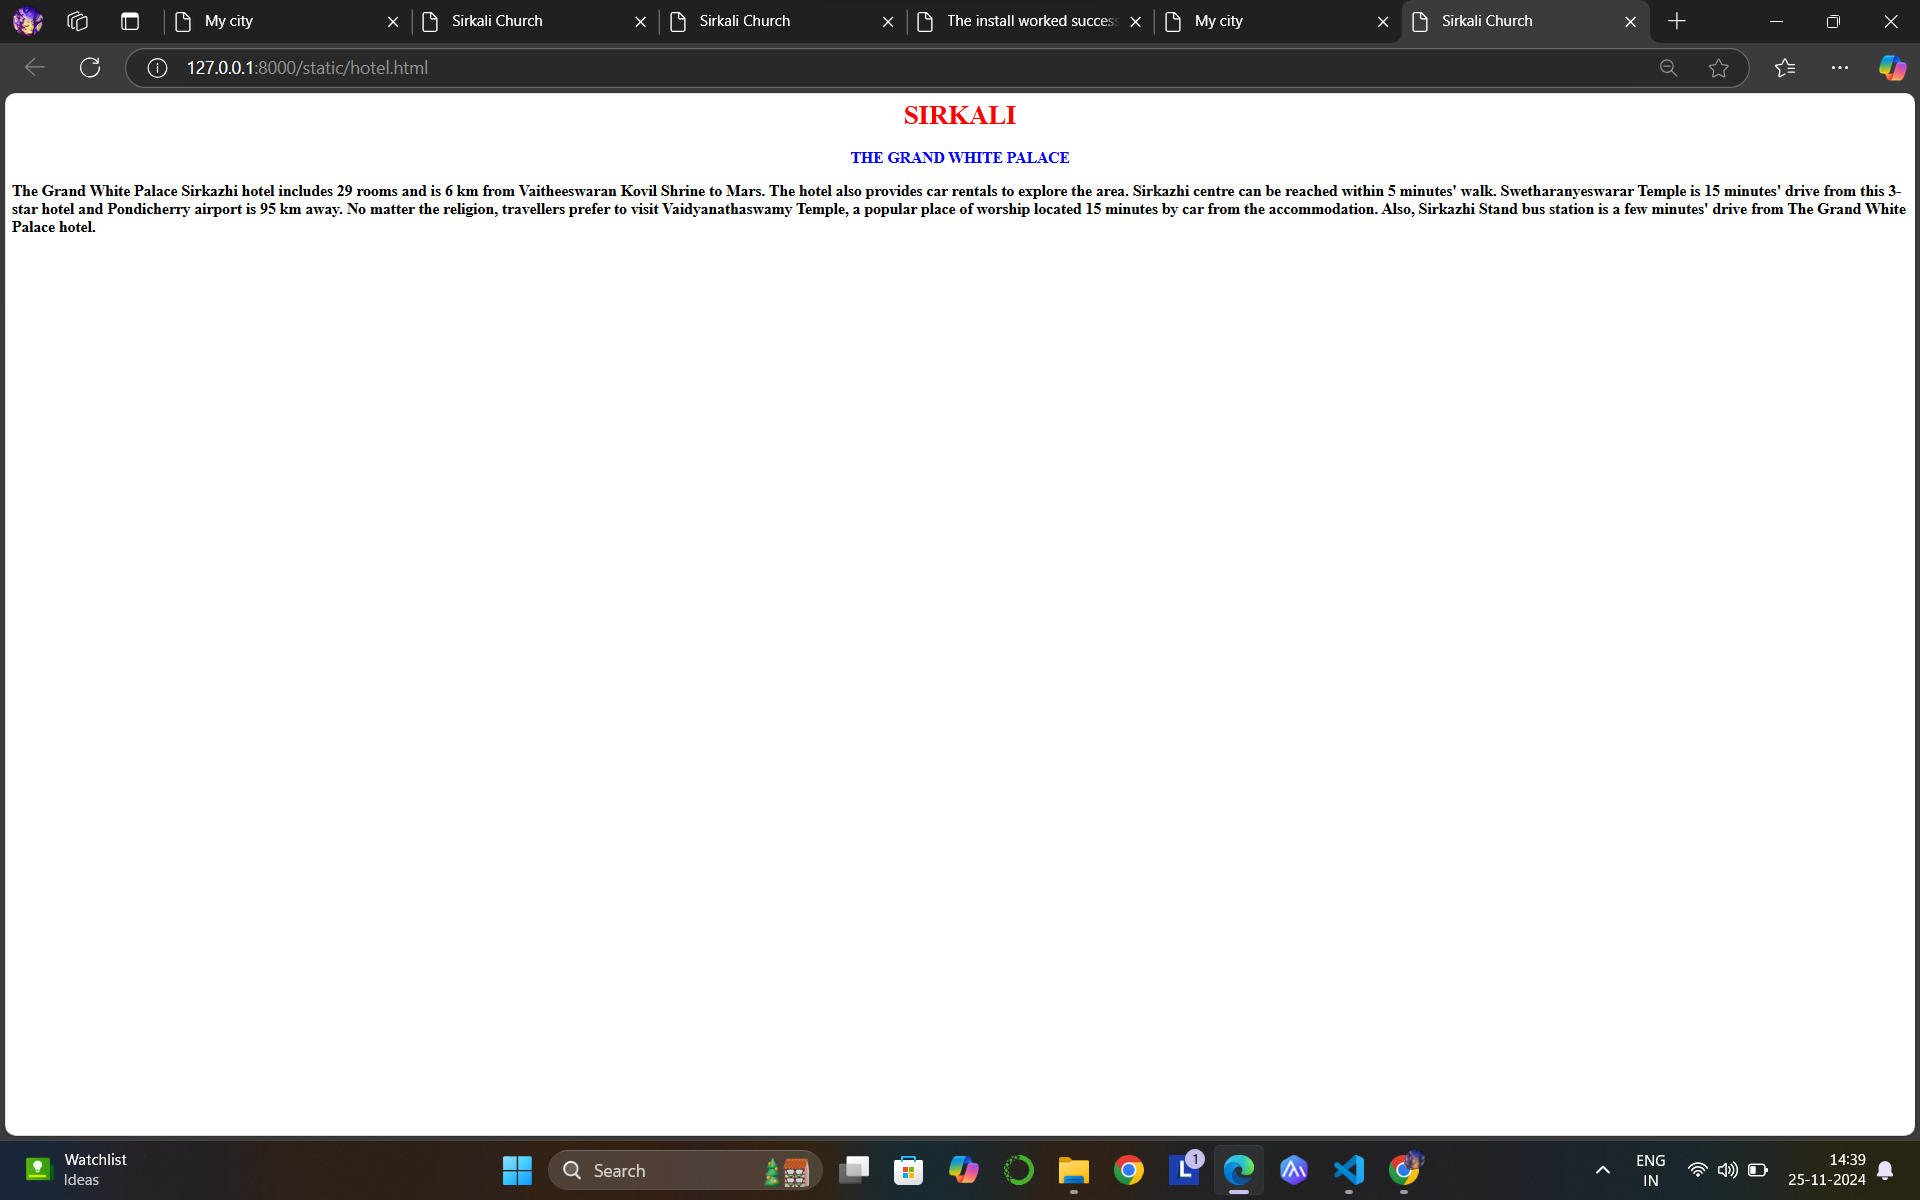 My city
Sirkali Church
Sirkali Church
The install worked succes
My city
Sirkali Church
127.0.0.1:8000/static/hotel.html
SIRKALI
THE GRAND WHITE PALACE
The Grand White Palace Sirkazhi hotel includes 29 rooms and is 6 km from Vaitheeswaran Kovil Shrine to Mars. The hotel also provides car rentals to explore the area. Sirkazhi centre can be reached within 5 minutes' walk. Swetharanyeswarar Temple is 15 minutes' drive from this 3-
star hotel and Pondicherry airport is 95 km away. No matter the religion, travellers prefer to visit Vaidyanathaswamy Temple, a popular place of worship located 15 minutes by car from the accommodation. Also, Sirkazhi Stand bus station is a few minutes' drive from The Grand White
Palace hotel.
Watchlist
Ideas
Search
L
1
ENG
IN
14:39
25-11-2024